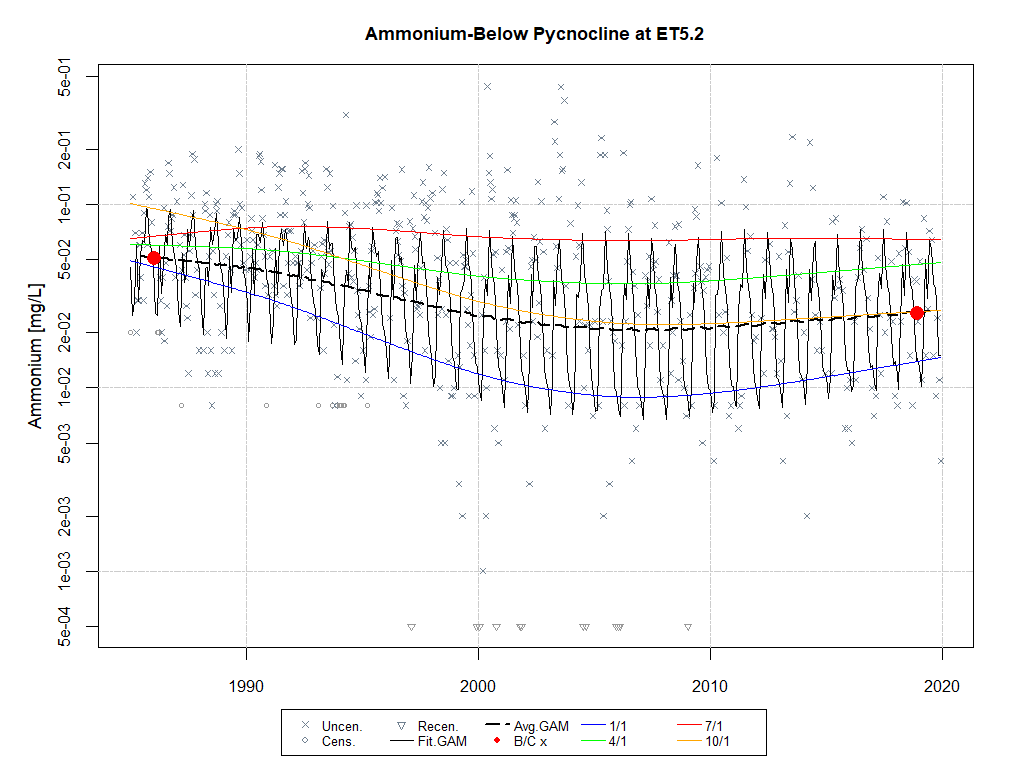 Ammonium-Below Pycnocline at ET5.2
Ammonium [mg/L]
5e-01
2e-01
1e-01
5e-02
2e-02
1e-02
5e-03
2e-03
1e-03
5e-04
1990 2000 2010 2020
Uncen. Recen. Avg.GAM 1/1 7/1
Cens. Fit.GAM B/C x 4/1 10/1